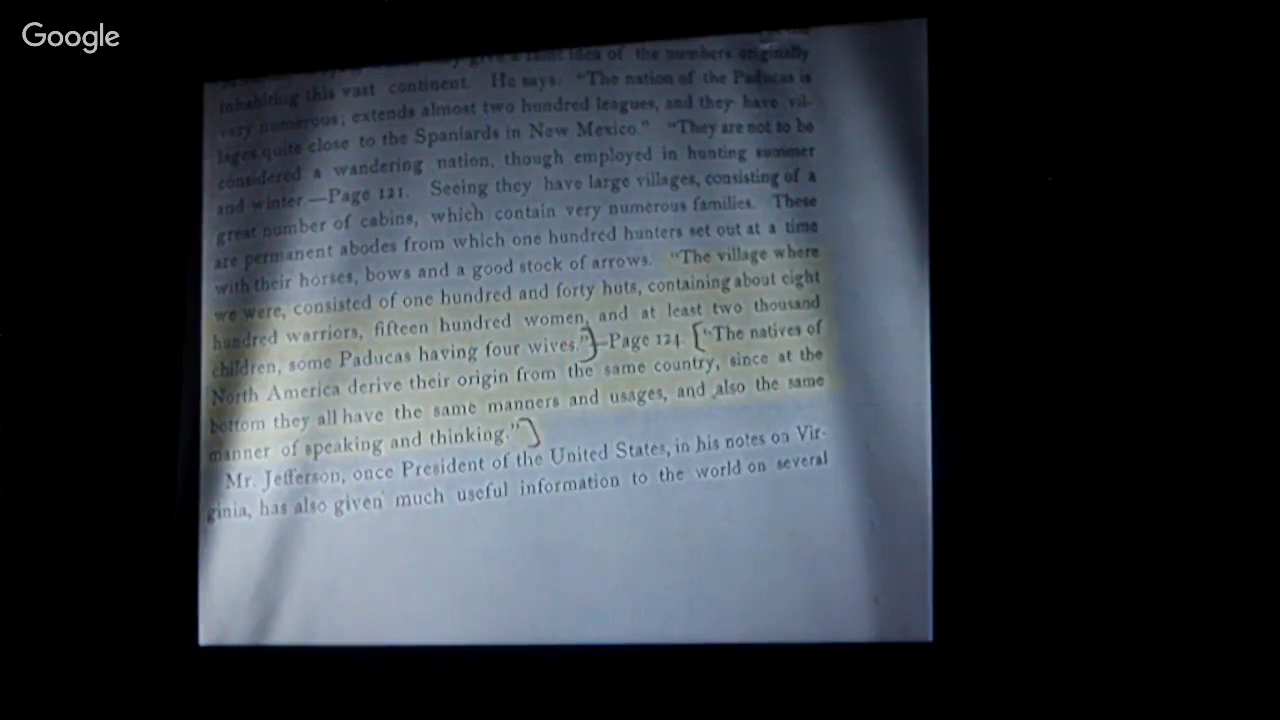 Google
give a faint idea of the numbers originally
inhabiting this vast continent. He says: "The nation of the Paducas is
very numerous; extends almost two hundred leagues, and they have vil-
lages quite close to the Spaniards in New Mexico." "They are not to be
considered a wandering nation, though employed in hunting summer
and winter.—Page 121. Seeing they have large villages, consisting of a
great number of cabins, which contain very numerous families. These
are permanent abodes from which one hundred hunters set out at a time
with their horses, bows and a good stock of arrows. "The village where
we were, consisted of one hundred and forty huts, containing about eight
hundred warriors, fifteen hundred women, and at least two thousand
children, some Paducas having four wives."]—Page 124. ["The natives of
North America derive their origin from the same country, since at the
bottom they all have the same manners and usages, and also the same
manner of speaking and thinking."]
Mr. Jefferson, once President of the United States, in his notes on Vir-
ginia, has also given much useful information to the world on several